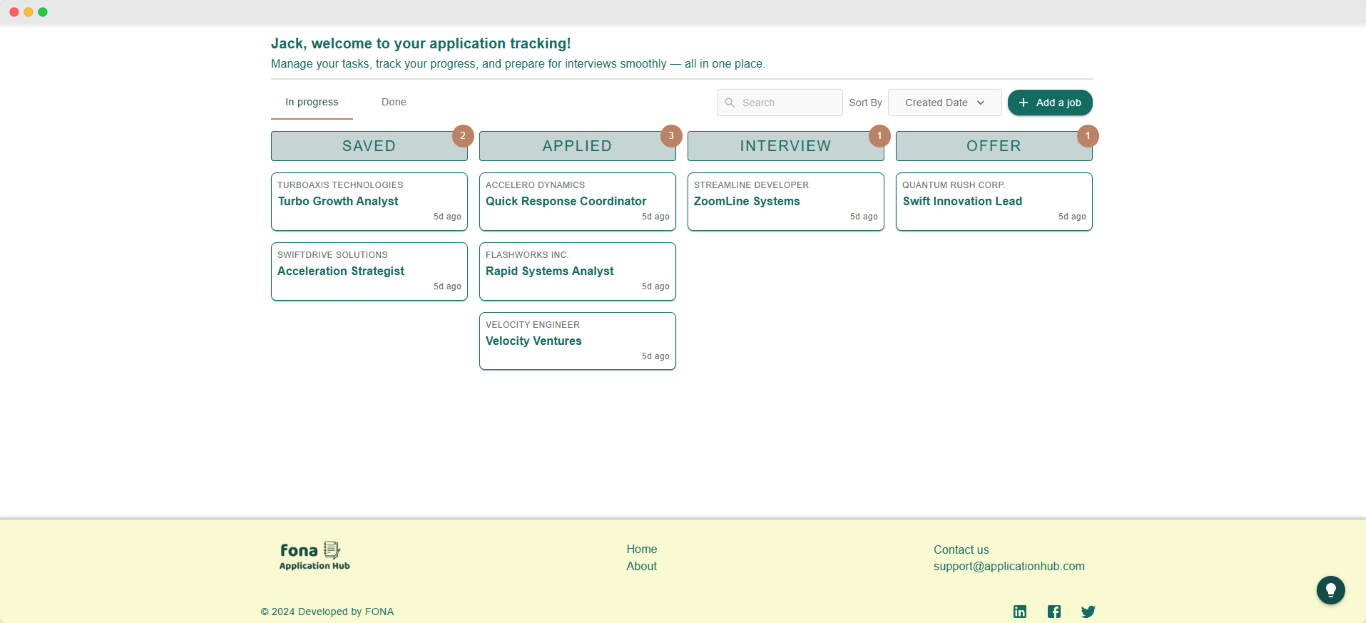 Jack, welcome to your application tracking!
Manage your tasks, track your progress, and prepare for interviews smoothly — all in one place.
In progress
Done
Search
Sort By
Created Date
+ Add a job
SAVED
2
TURBOAXIS TECHNOLOGIES
Turbo Growth Analyst
5d ago
SWIFTDRIVE SOLUTIONS
Acceleration Strategist
5d ago
APPLIED
3
ACCELERO DYNAMICS
Quick Response Coordinator
5d ago
FLASHWORKS INC.
Rapid Systems Analyst
5d ago
VELOCITY ENGINEER
Velocity Ventures
5d ago
INTERVIEW
1
STREAMLINE DEVELOPER
ZoomLine Systems
5d ago
OFFER
1
QUANTUM RUSH CORP.
Swift Innovation Lead
5d ago
fona
Application Hub
Home
About
Contact us
support@applicationhub.com
© 2024 Developed by FONA